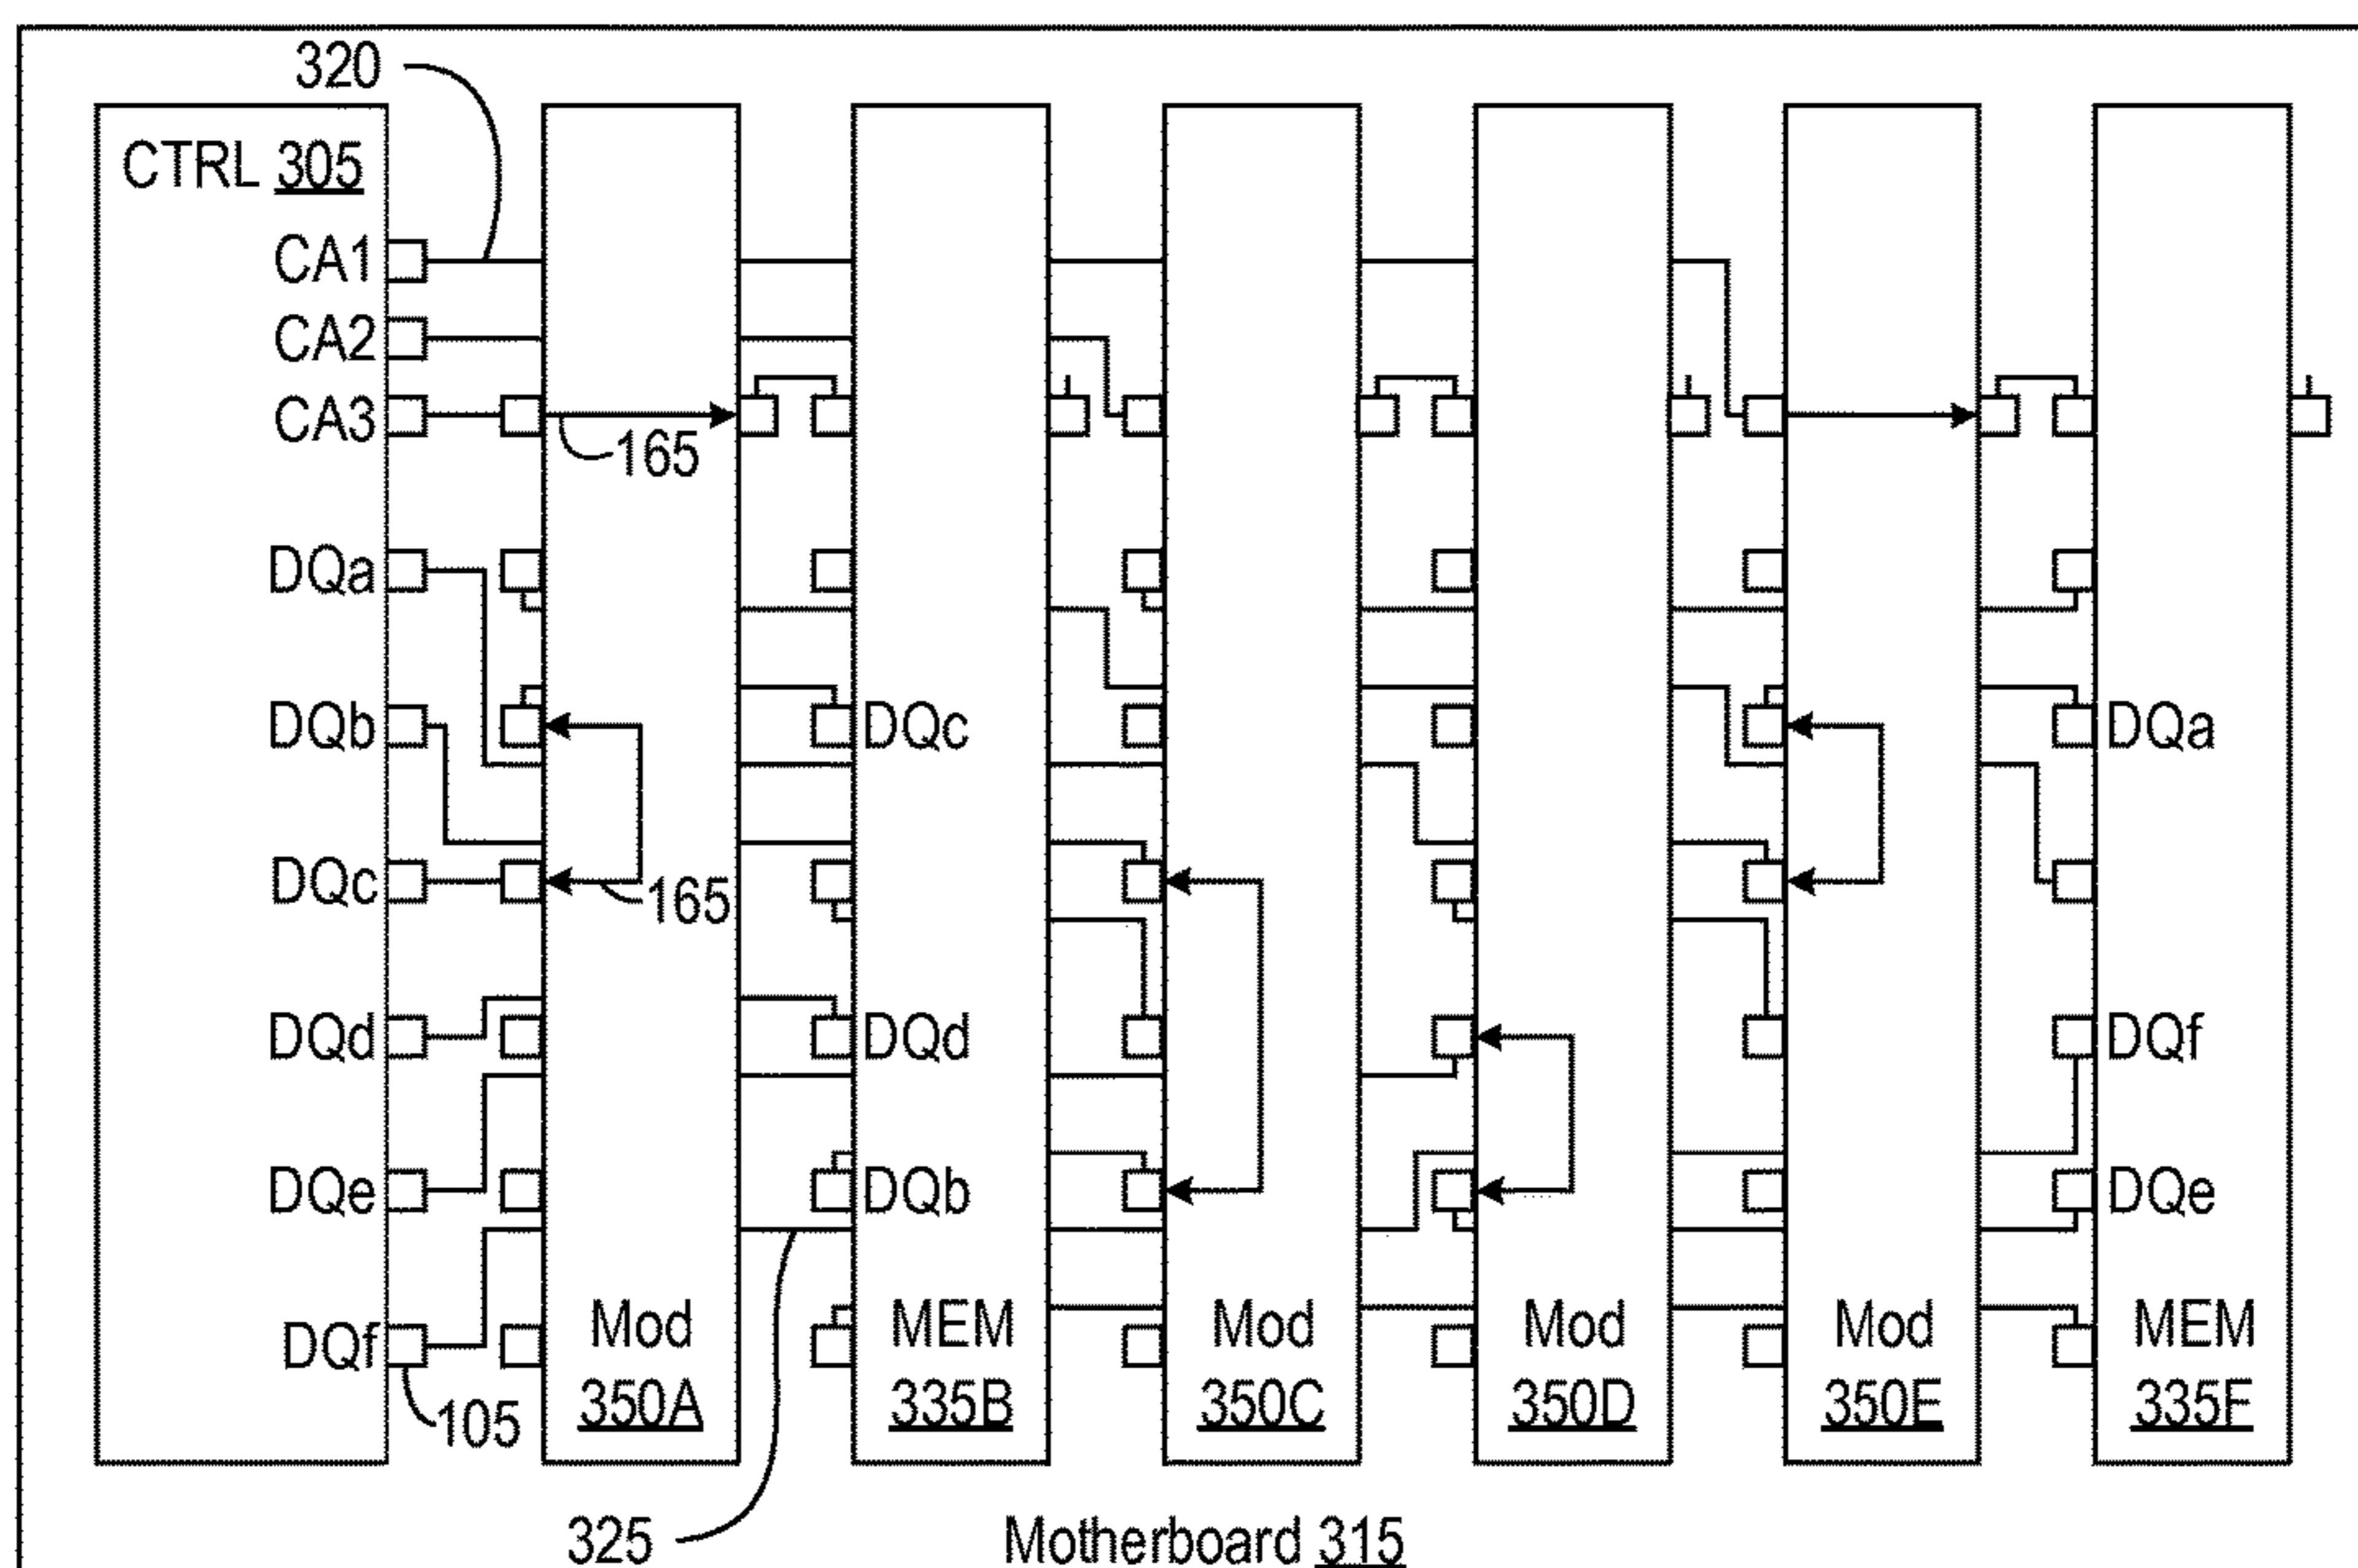 320
CTRL 305
CA1
CA2
CA3
165
DQa
DQb
DQc
DQa
DQc
165
DQd
DQd
DQf
DQe
DQb
DQe
DQf
105
Mod
350A
MEM
335B
Mod
350C
Mod
350D
Mod
350E
MEM
335F
325
Motherboard 315